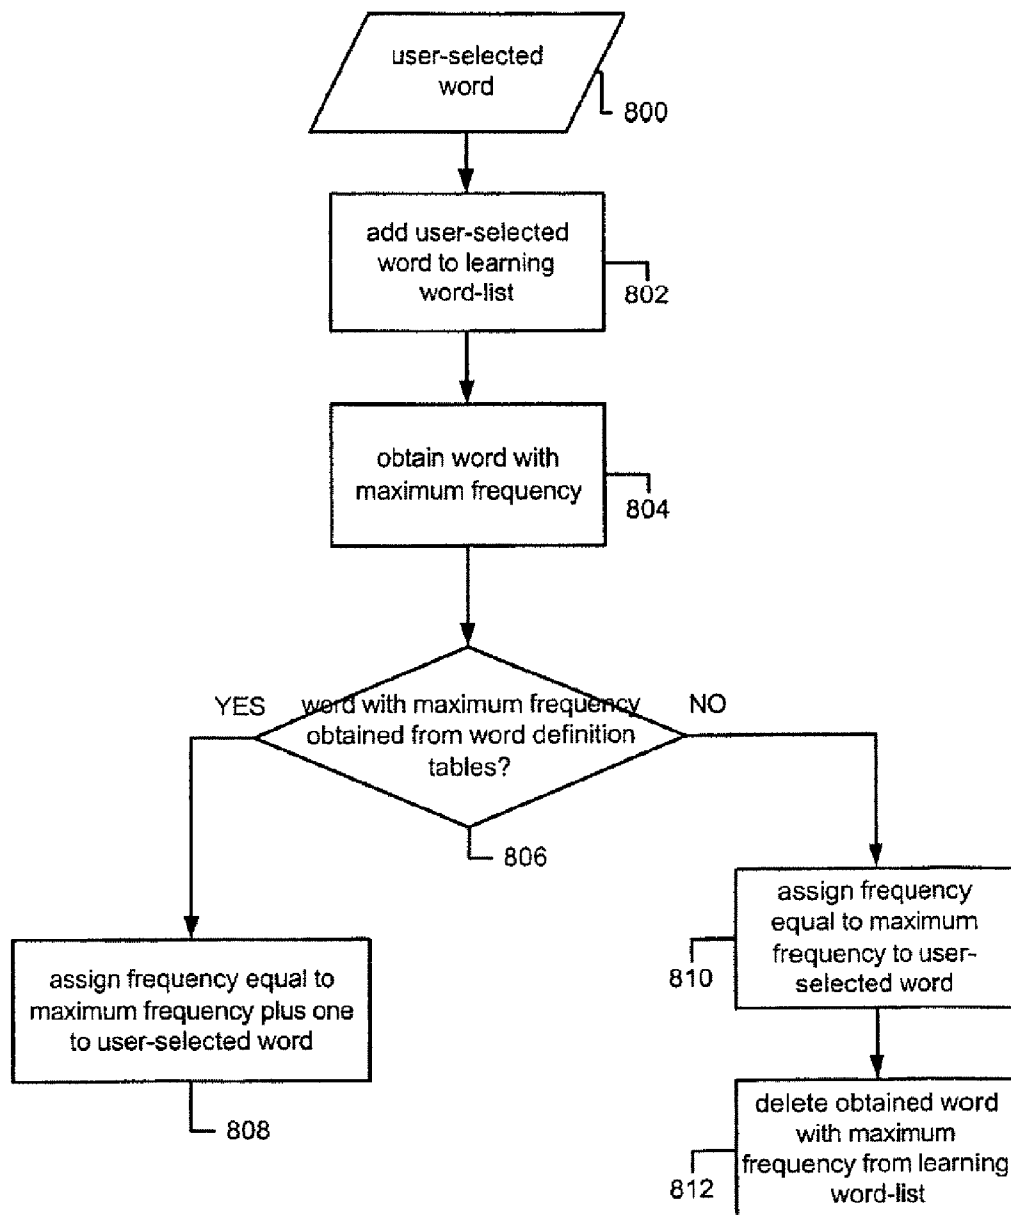 user-selected
word
800
add user-selected
word to learning
word-list
802
obtain word with
maximum frequency
804
YES
word with maximum frequency
obtained from word definition
tables?
NO
806
assign frequency equal to
maximum frequency plus one
to user-selected word
808
assign frequency
equal to maximum
frequency to user-
selected word
810
delete obtained word
with maximum
frequency from learning
word-list
812